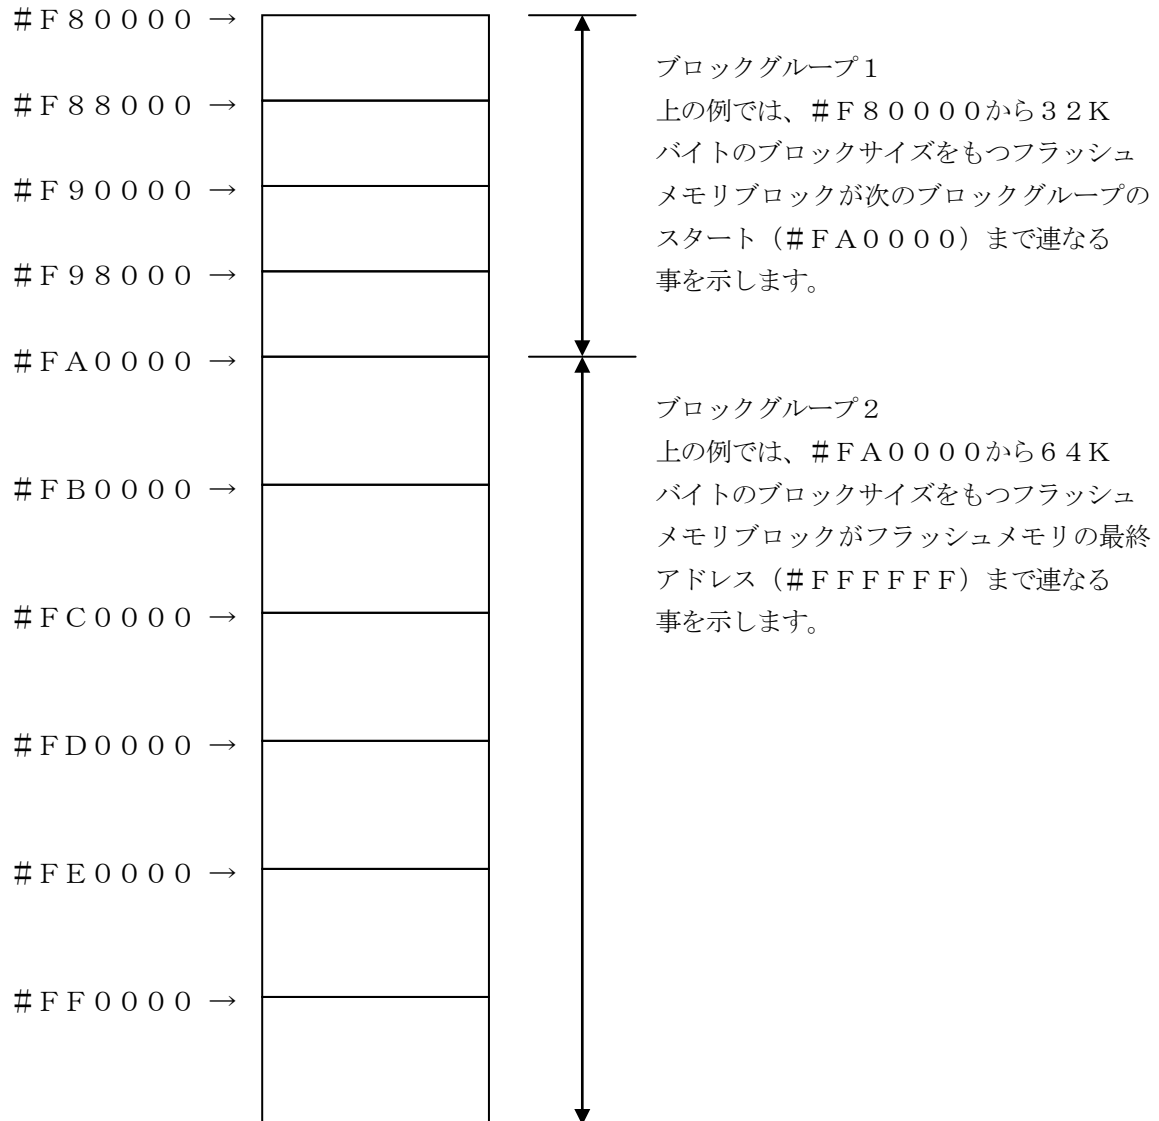 ＃Ｆ８００００ →
＃Ｆ８８０００ →
＃Ｆ９００００ →
＃Ｆ９８０００ →
＃ＦＡ００００ →
＃ＦＢ００００ →
＃ＦＣ００００ →
＃ＦＤ００００ →
＃ＦＥ００００ →
＃ＦＦ００００ →
ブロックグループ１
上の例では、＃Ｆ８００００から３２Ｋ
バイトのブロックサイズをもつフラッシュ
メモリブロックが次のブロックグループの
スタート（＃ＦＡ００００）まで連なる
事を示します。
ブロックグループ２
上の例では、＃ＦＡ００００から６４Ｋ
バイトのブロックサイズをもつフラッシュ
メモリブロックがフラッシュメモリの最終
アドレス（＃ＦＦＦＦＦＦ）まで連なる
事を示します。